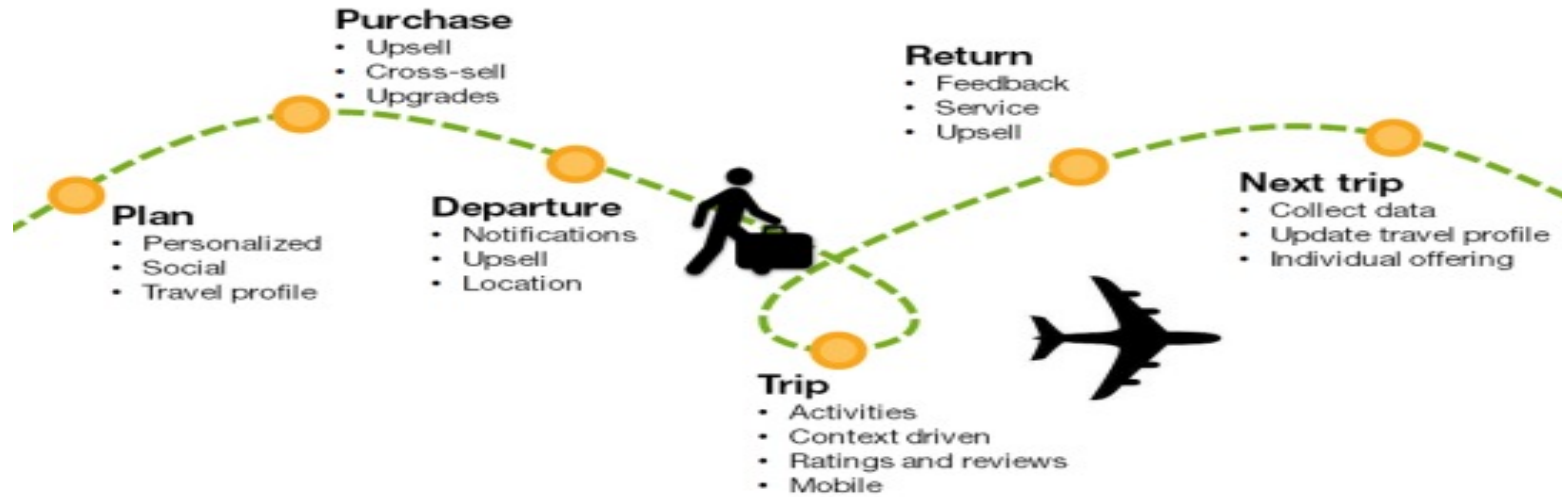 Plan
• Personalized
• Social
• Travel profile
Purchase
• Upsell
• Cross-sell
• Upgrades
Departure
• Notifications
• Upsell
• Location
Trip
• Activities
• Context driven
• Ratings and reviews
• Mobile
Return
• Feedback
• Service
• Upsell
Next trip
• Collect data
• Update travel profile
• Individual offering